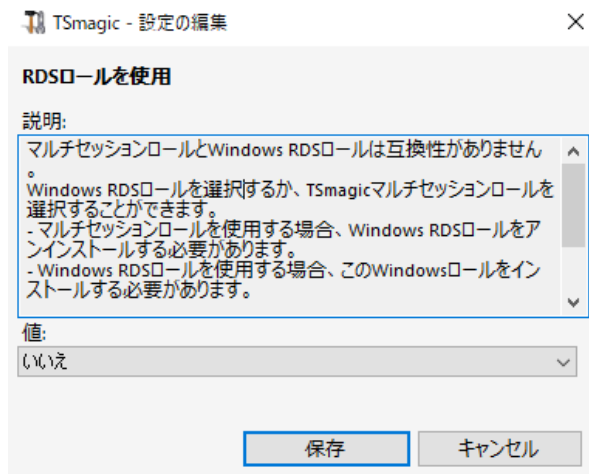 TSmagic - 設定の編集
RDSロールを使用
説明:
マルチセッションロールとWindows RDSロールは互換性がありません
。
Windows RDSロールを選択するか、TSmagicマルチセッションロールを
選択することができます。
- マルチセッションロールを使用する場合、Windows RDSロールをア
ンインストールする必要があります。
- Windows RDSロールを使用する場合、このWindowsロールをイン
ストールする必要があります。
値:
いいえ
保存
キャンセル